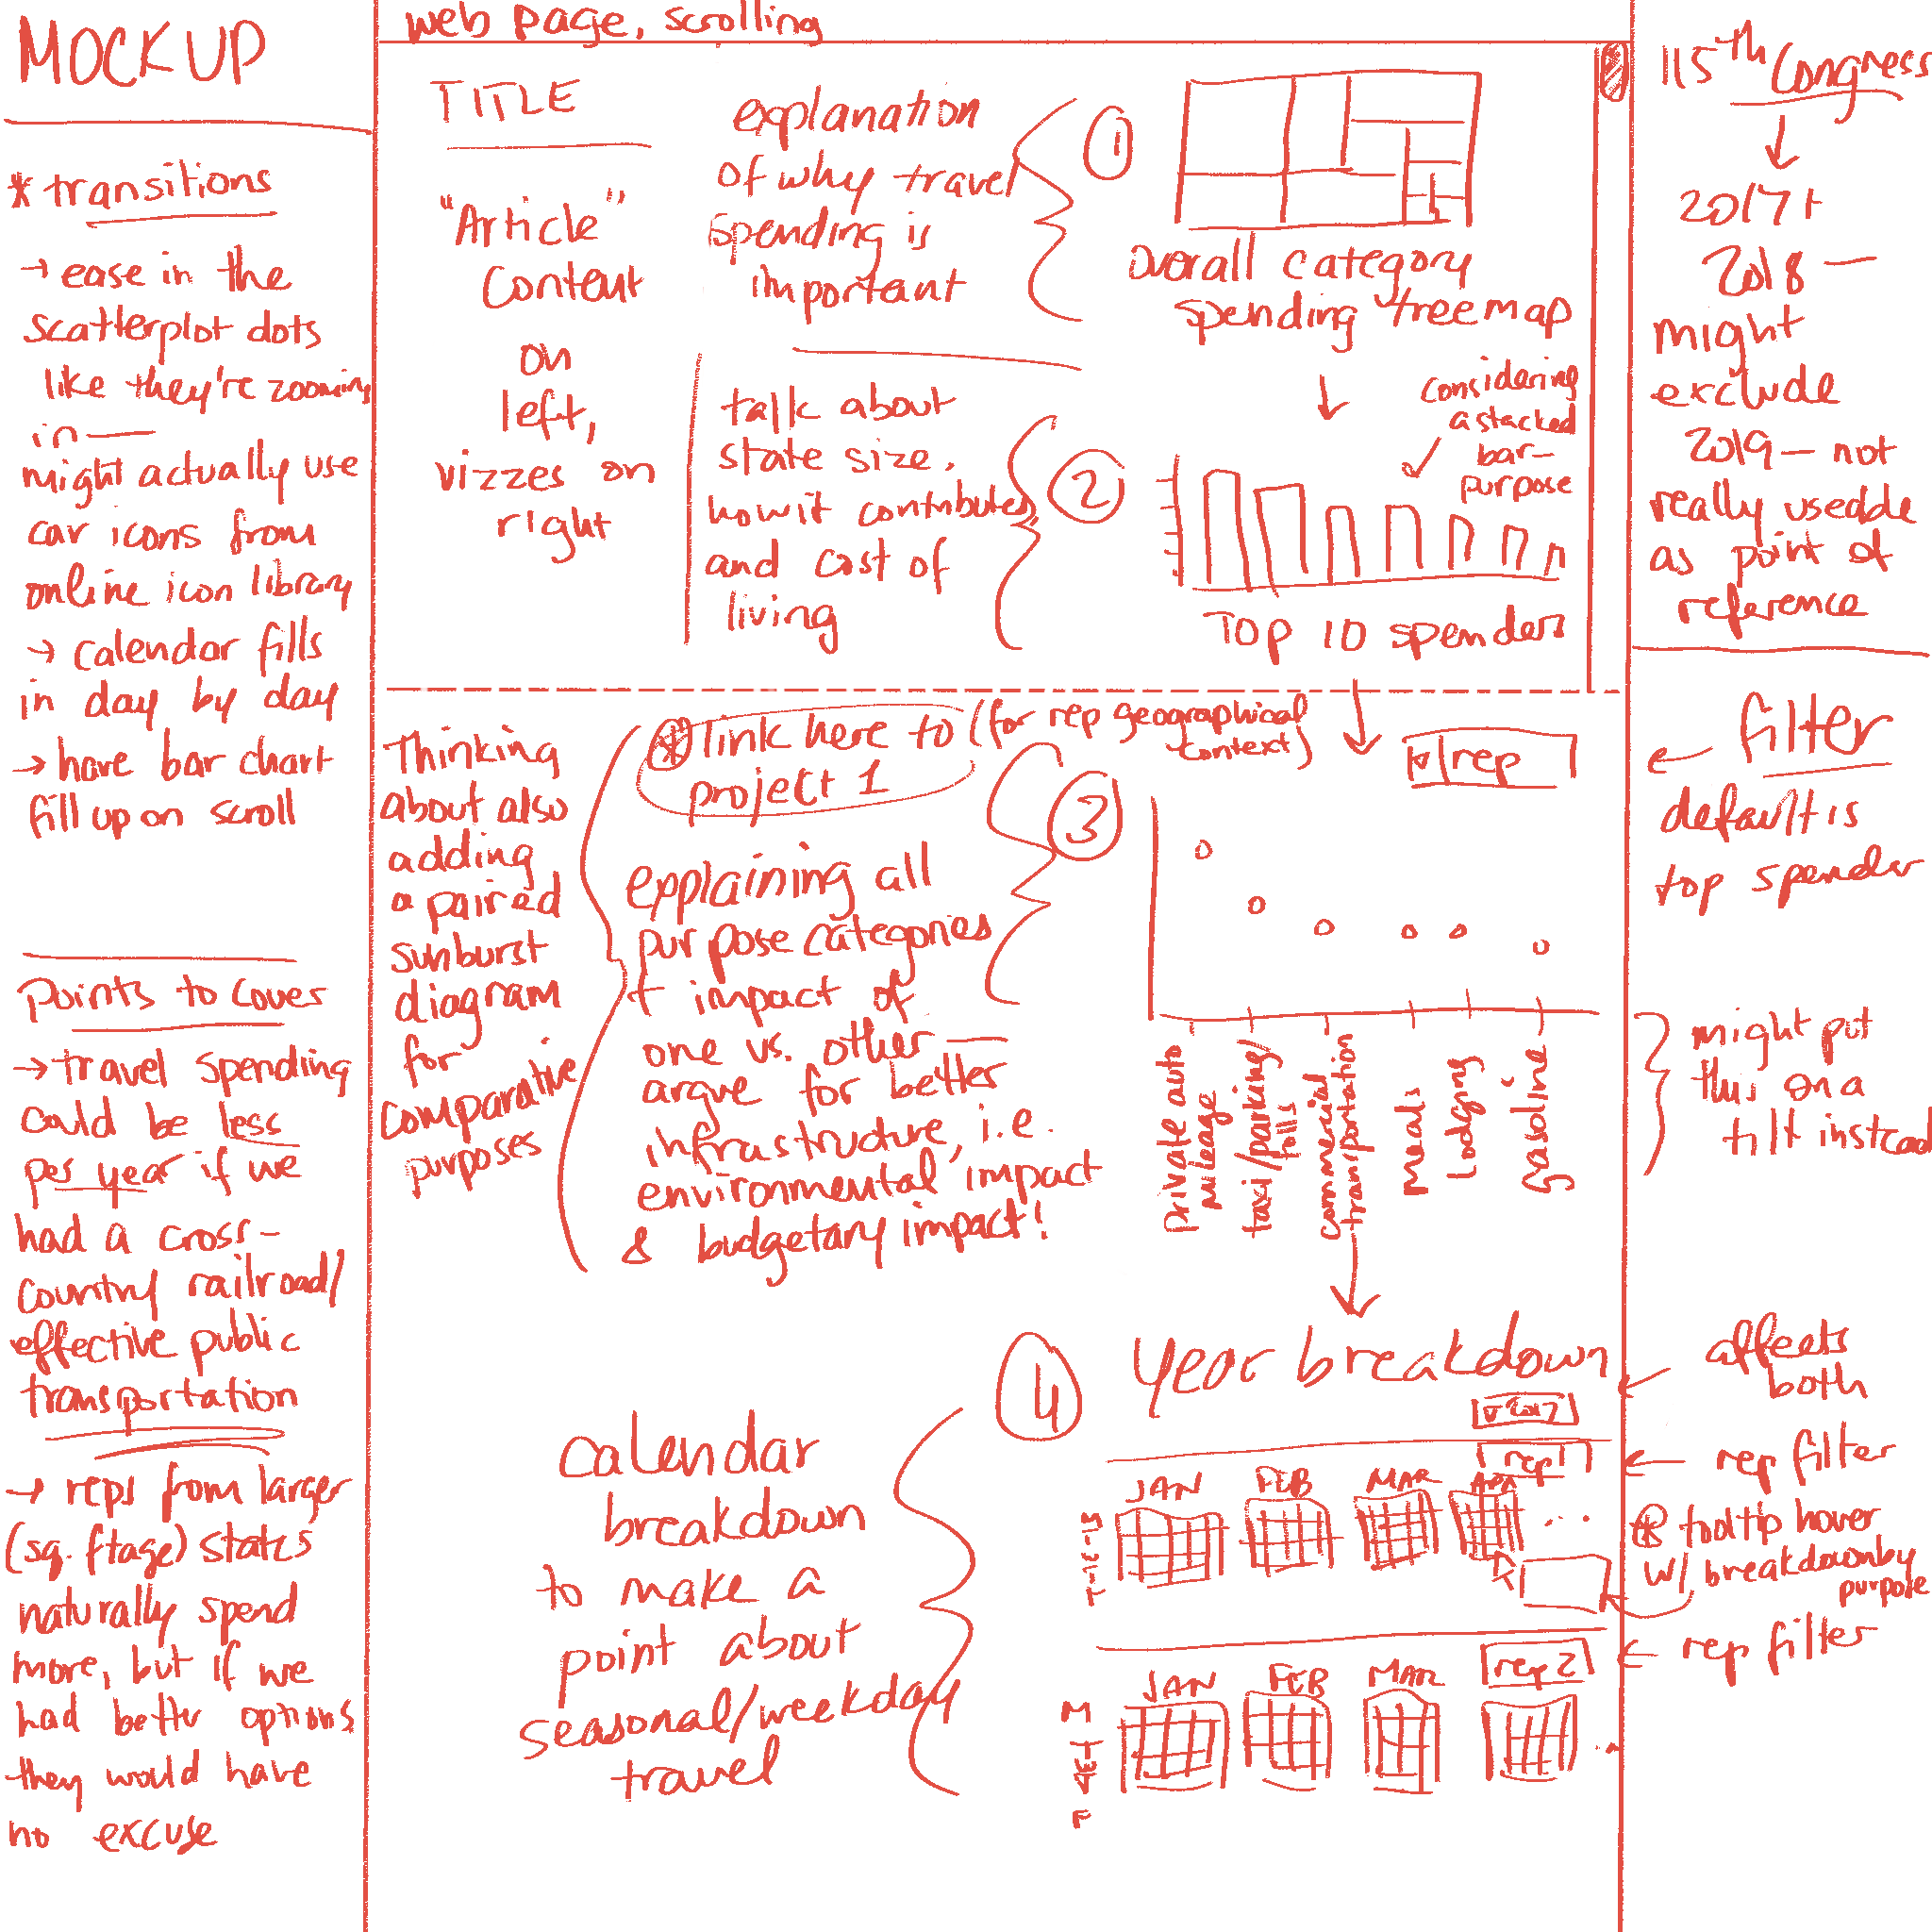 MOCKUP
* transitions
→ ease in the
scatterplot dots
like they're zooming
in —
might actually use
car icons from
online icon library
→ calendar fills
in day by day
→ have bar chart
fill up on scroll
Points to cover
→ travel spending
could be less
per year if we
had a cross-
country railroad/
effective public
transportation
→ reps from larger
(sq. ftage) states
naturally spend
more, but if we
had better options
they would have
no excuse
web page, scrolling
TITLE
"Article"
Content
on
left,
vizzes on
right
explanation
of why travel
spending is
important
1
Overall category
spending treemap
talk about
state size,
how it contributes
and cost of
living
2
considering
a stacked
bar—
purpose
Top 10 spenders
Thinking
about also
adding
a paired
sunburst
diagram
for
comparative
purposes
* link here to
project 1
(for rep geographical
context)
explaining all
purpose categories
+ impact of
one vs. other —
argue for better
infrastructure, i.e.
environmental impact
& budgetary impact!
3
rep
private auto
mileage
taxi/parking/
tolls
commercial
transportation
meals
lodging
gasoline
calendar
breakdown
to make a
point about
seasonal/weekday
travel
4
Year breakdown
2017
rep 1
JAN FEB MAR APR
...
rep 2
JAN FEB MAR
115th Congress
2017 +
2018 —
might
exclude
2019 — not
really useable
as point of
reference
← filter
default is
top spender
might put
this on a
tilt instead
← affects
both
← rep filter
* tooltip hover
w/ breakdown by
purpose
← rep filter